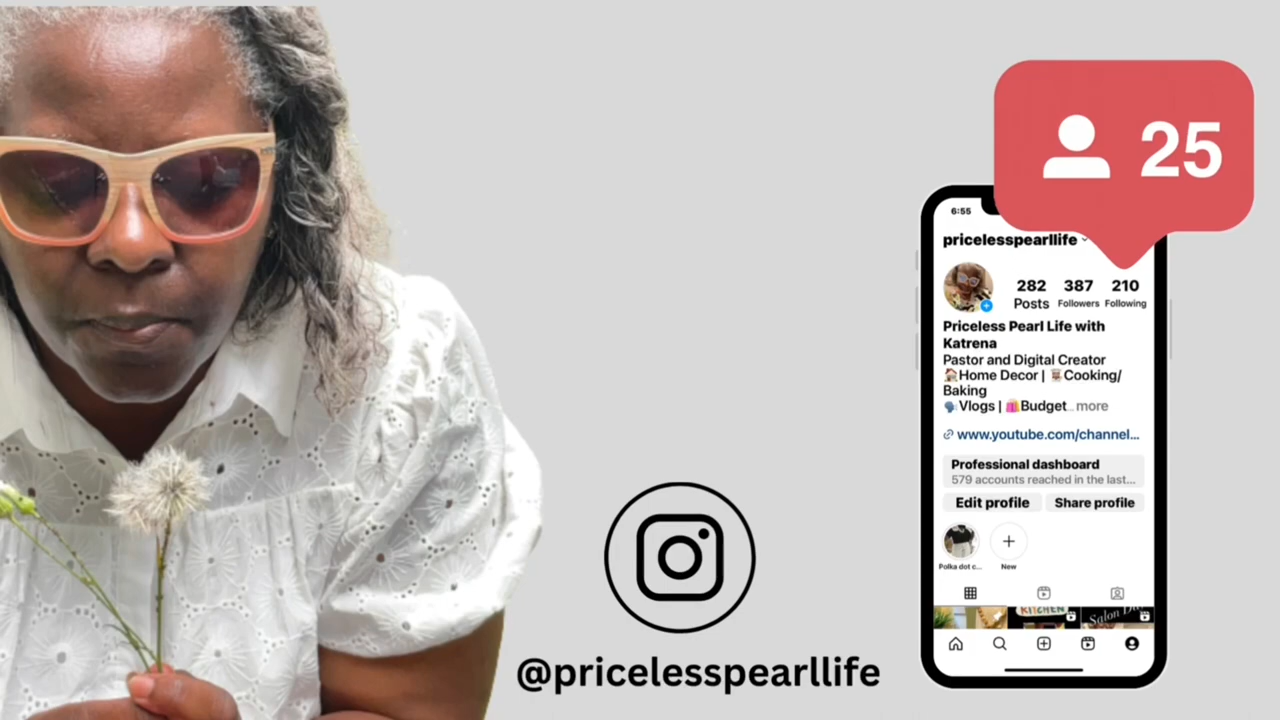 25
6:55
pricelesspearllife
282 387 210
Posts Followers Following
Priceless Pearl Life with
Katrena
Pastor and Digital Creator
🏠Home Decor | Cooking/
Baking
🗣Vlogs | 🛍Budget... more
www.youtube.com/channel...
Professional dashboard
579 accounts reached in the last...
Edit profile Share profile
Polka dot c... New
KITCHEN
@pricelesspearllife